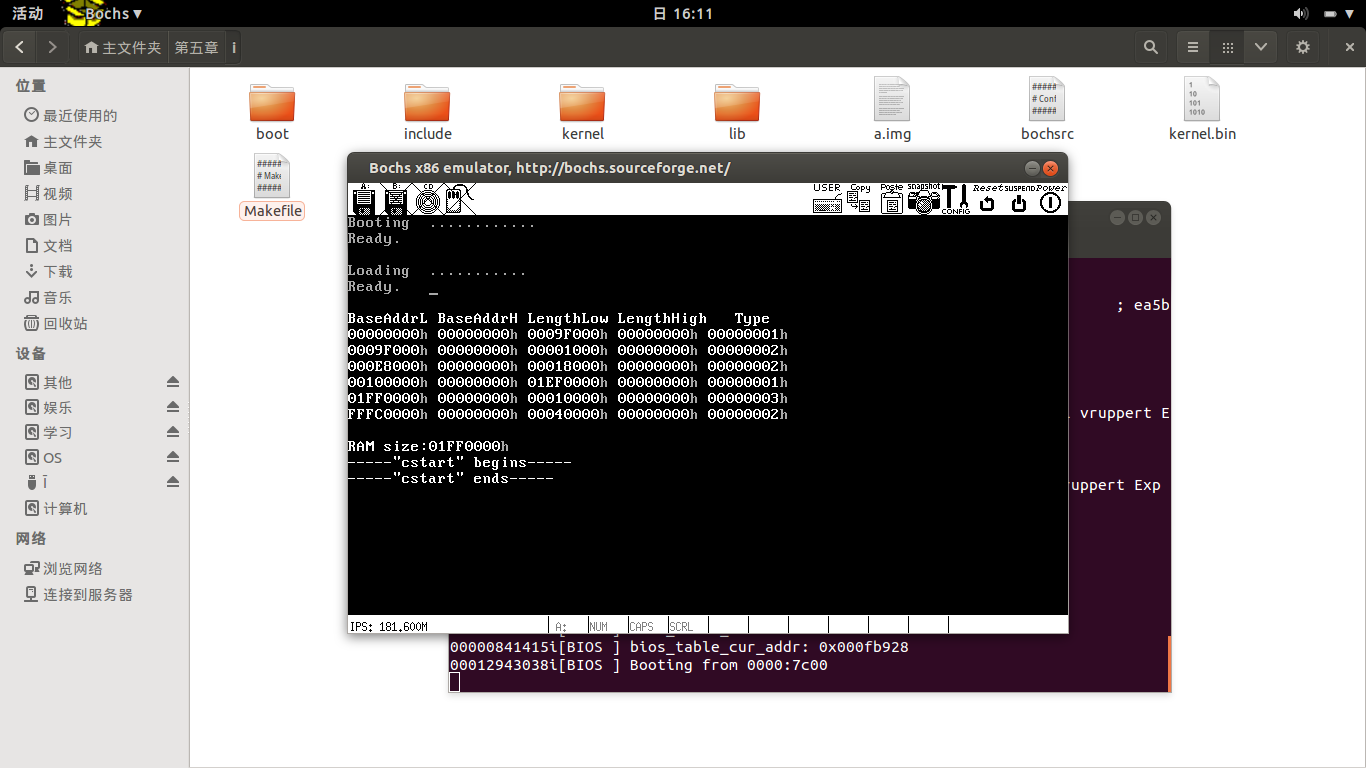 活动 Bochs ▼ 日 16:11
主文件夹 第五章 i
位置
最近使用的
主文件夹
桌面
视频
图片
文档
下载
音乐
回收站
设备
其他
娱乐
学习
OS
Ī
计算机
网络
浏览网络
连接到服务器
boot include kernel lib a.img bochsrc kernel.bin
Makefile
Bochs x86 emulator, http://bochs.sourceforge.net/
A: B: CD USER Copy Paste snapshot CONFIG Reset SUSPEND Power
Booting ............
Ready.
Loading ...........
Ready. _
BaseAddrL BaseAddrH LengthLow LengthHigh Type
00000000h 00000000h 0009F000h 00000000h 00000001h
0009F000h 00000000h 00001000h 00000000h 00000002h
000E8000h 00000000h 00018000h 00000000h 00000002h
00100000h 00000000h 01EF0000h 00000000h 00000001h
01FF0000h 00000000h 00010000h 00000000h 00000003h
FFFC0000h 00000000h 00040000h 00000000h 00000002h
RAM size:01FF0000h
-----"cstart" begins-----
-----"cstart" ends-----
IPS: 181.600M A: NUM CAPS SCRL
; ea5b
vruppert E
ruppert Exp
00000841415i[BIOS ] bios_table_cur_addr: 0x000fb928
00012943038i[BIOS ] Booting from 0000:7c00